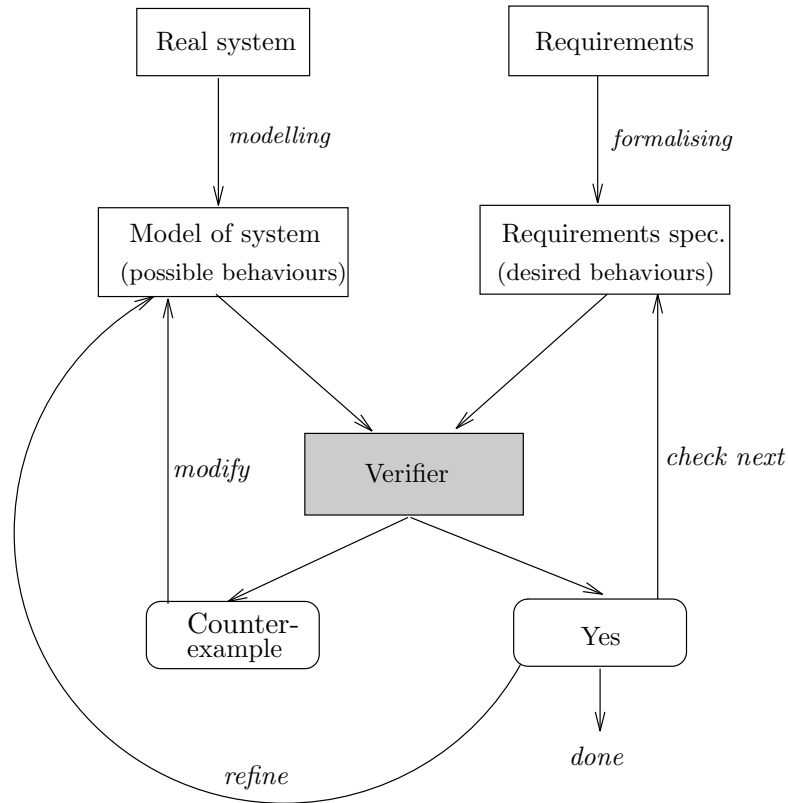 Real system
Requirements
modelling
formalising
Model of system
(possible behaviours)
Requirements spec.
(desired behaviours)
Verifier
modify
check next
Counter-
example
Yes
refine
done